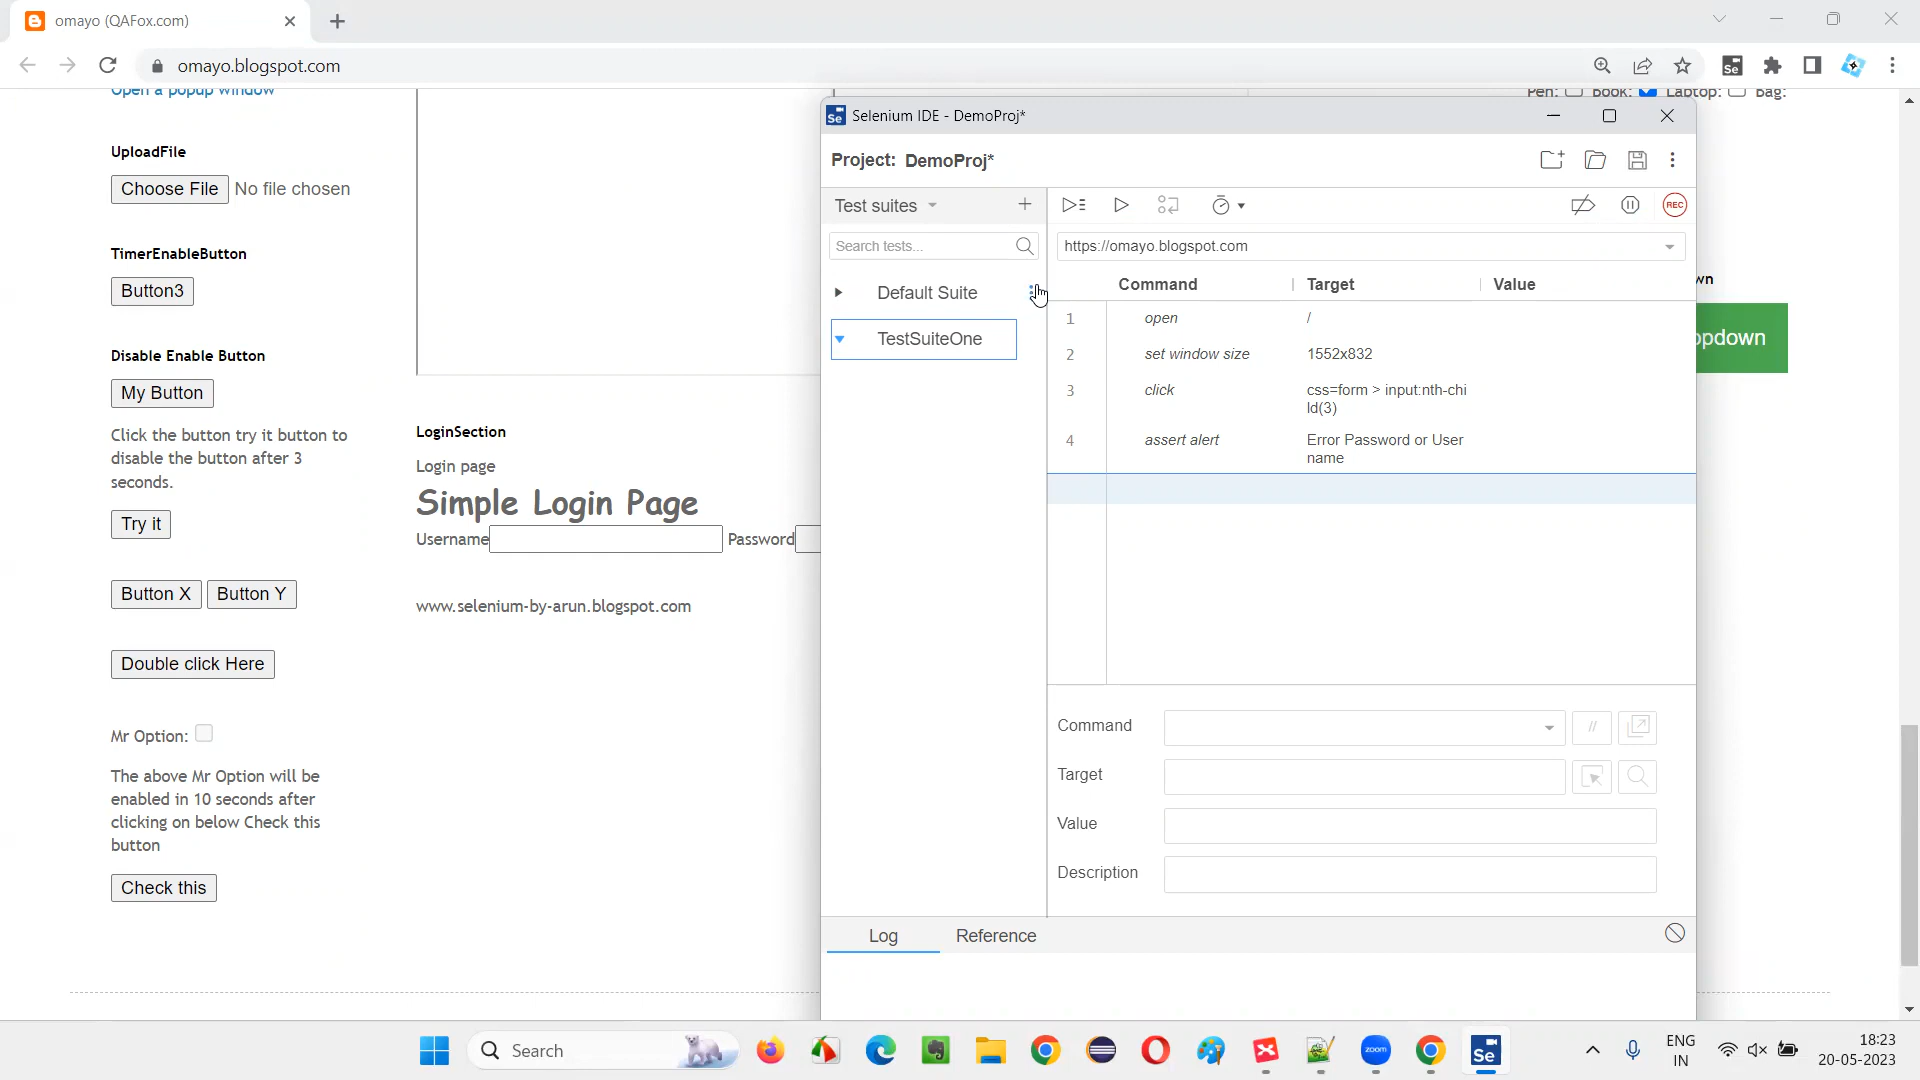 omayo (QAFox.com)
omayo.blogspot.com
Open a popup window
Pen: Book: Laptop: Bag:
UploadFile
Choose File No file chosen
TimerEnableButton
Button3
Disable Enable Button
My Button
Click the button try it button to
disable the button after 3
seconds.
Try it
Button X Button Y
Double click Here
Mr Option:
The above Mr Option will be
enabled in 10 seconds after
clicking on below Check this
button
Check this
LoginSection
Login page
Simple Login Page
Username Password
www.selenium-by-arun.blogspot.com
Se Selenium IDE - DemoProj*
Project: DemoProj*
Test suites
Search tests...
Default Suite
TestSuiteOne
REC
https://omayo.blogspot.com
Command Target Value
1 open /
2 set window size 1552x832
3 click css=form > input:nth-chi
ld(3)
4 assert alert Error Password or User
name
Command
//
Target
Value
Description
Log Reference
wn
opdown
Search
zoom
Se
ENG
IN
18:23
20-05-2023